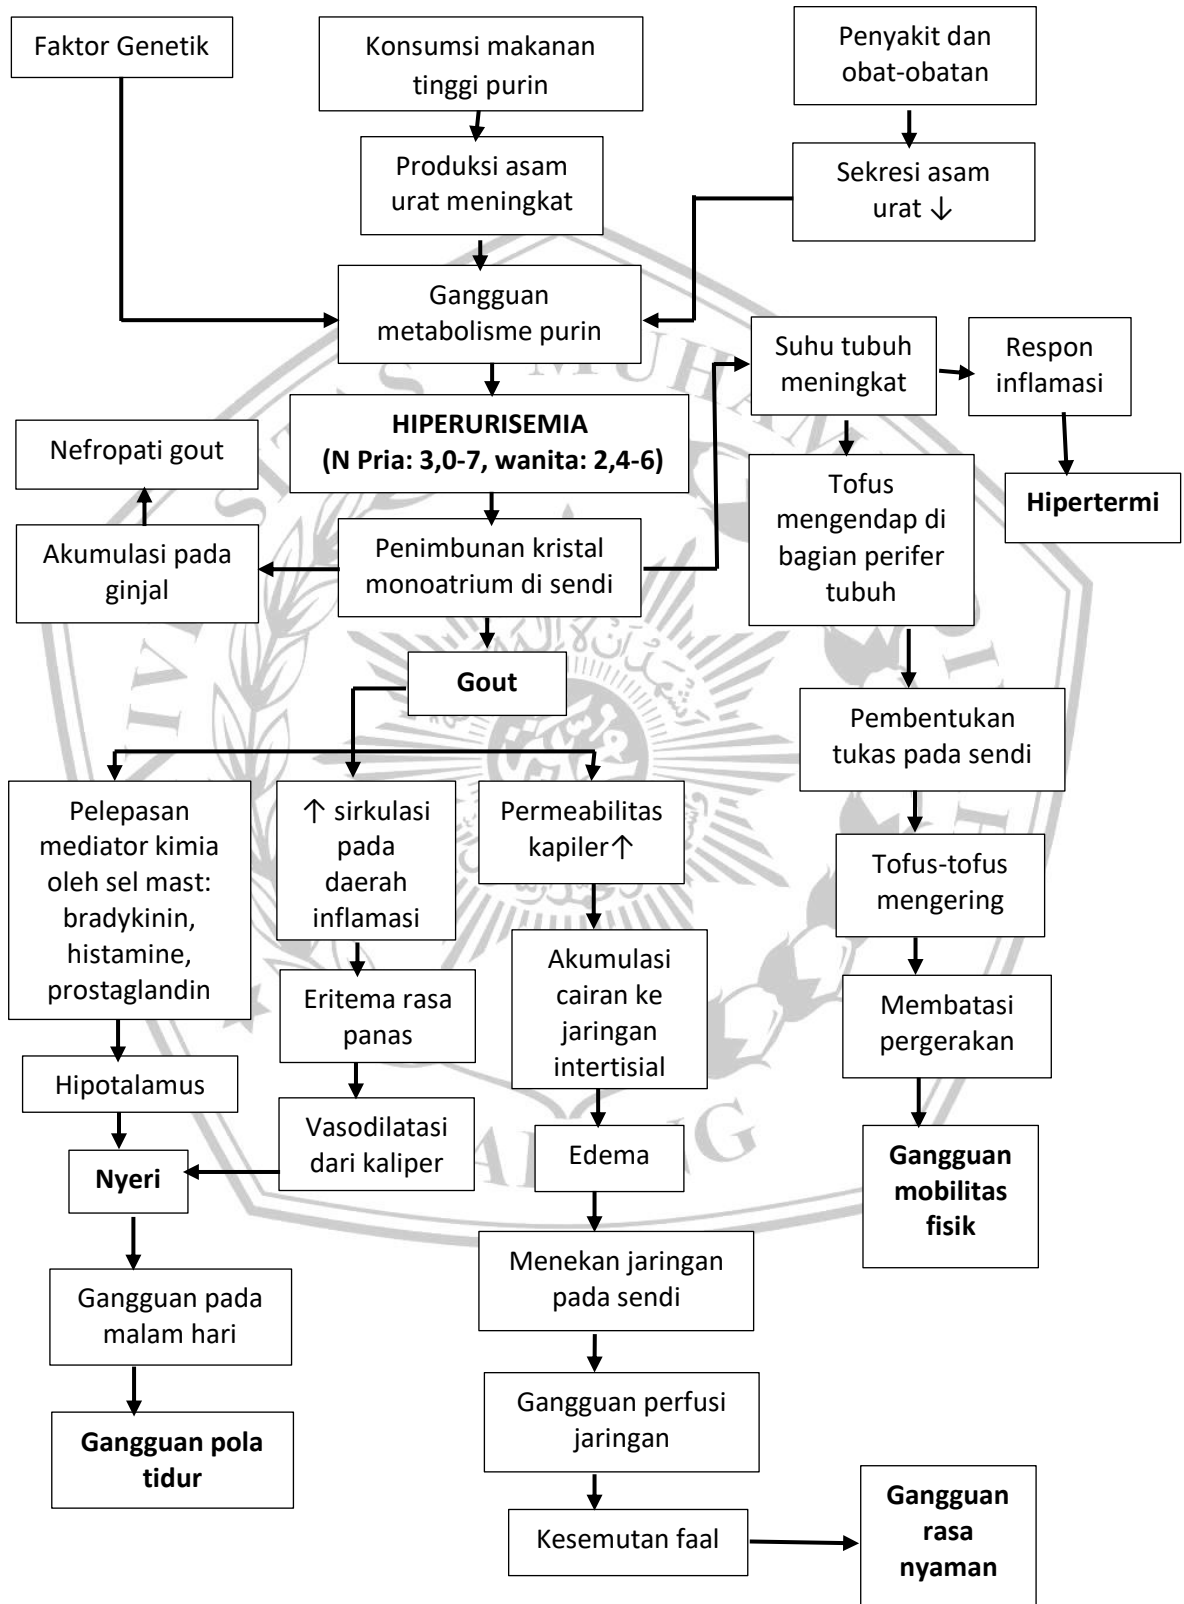 Faktor Genetik
Konsumsi makanan
tinggi purin
Penyakit dan
obat-obatan
Produksi asam
urat meningkat
Sekresi asam
urat ↓
Gangguan
metabolisme purin
Suhu tubuh
meningkat
Respon
inflamasi
HIPERURISEMIA
(N Pria: 3,0-7, wanita: 2,4-6)
Nefropati gout
Tofus
mengendap di
bagian perifer
tubuh
Hipertermi
Akumulasi pada
ginjal
Penimbunan kristal
monoatrium di sendi
Gout
Pembentukan
tukas pada sendi
Pelepasan
mediator kimia
oleh sel mast:
bradykinin,
histamine,
prostaglandin
↑ sirkulasi
pada
daerah
inflamasi
Permeabilitas
kapiler↑
Tofus-tofus
mengering
Akumulasi
cairan ke
jaringan
intertisial
Eritema rasa
panas
Membatasi
pergerakan
Hipotalamus
Vasodilatasi
dari kaliper
Edema
Nyeri
Gangguan
mobilitas
fisik
Menekan jaringan
pada sendi
Gangguan pada
malam hari
Gangguan perfusi
jaringan
Gangguan pola
tidur
Kesemutan faal
Gangguan
rasa
nyaman